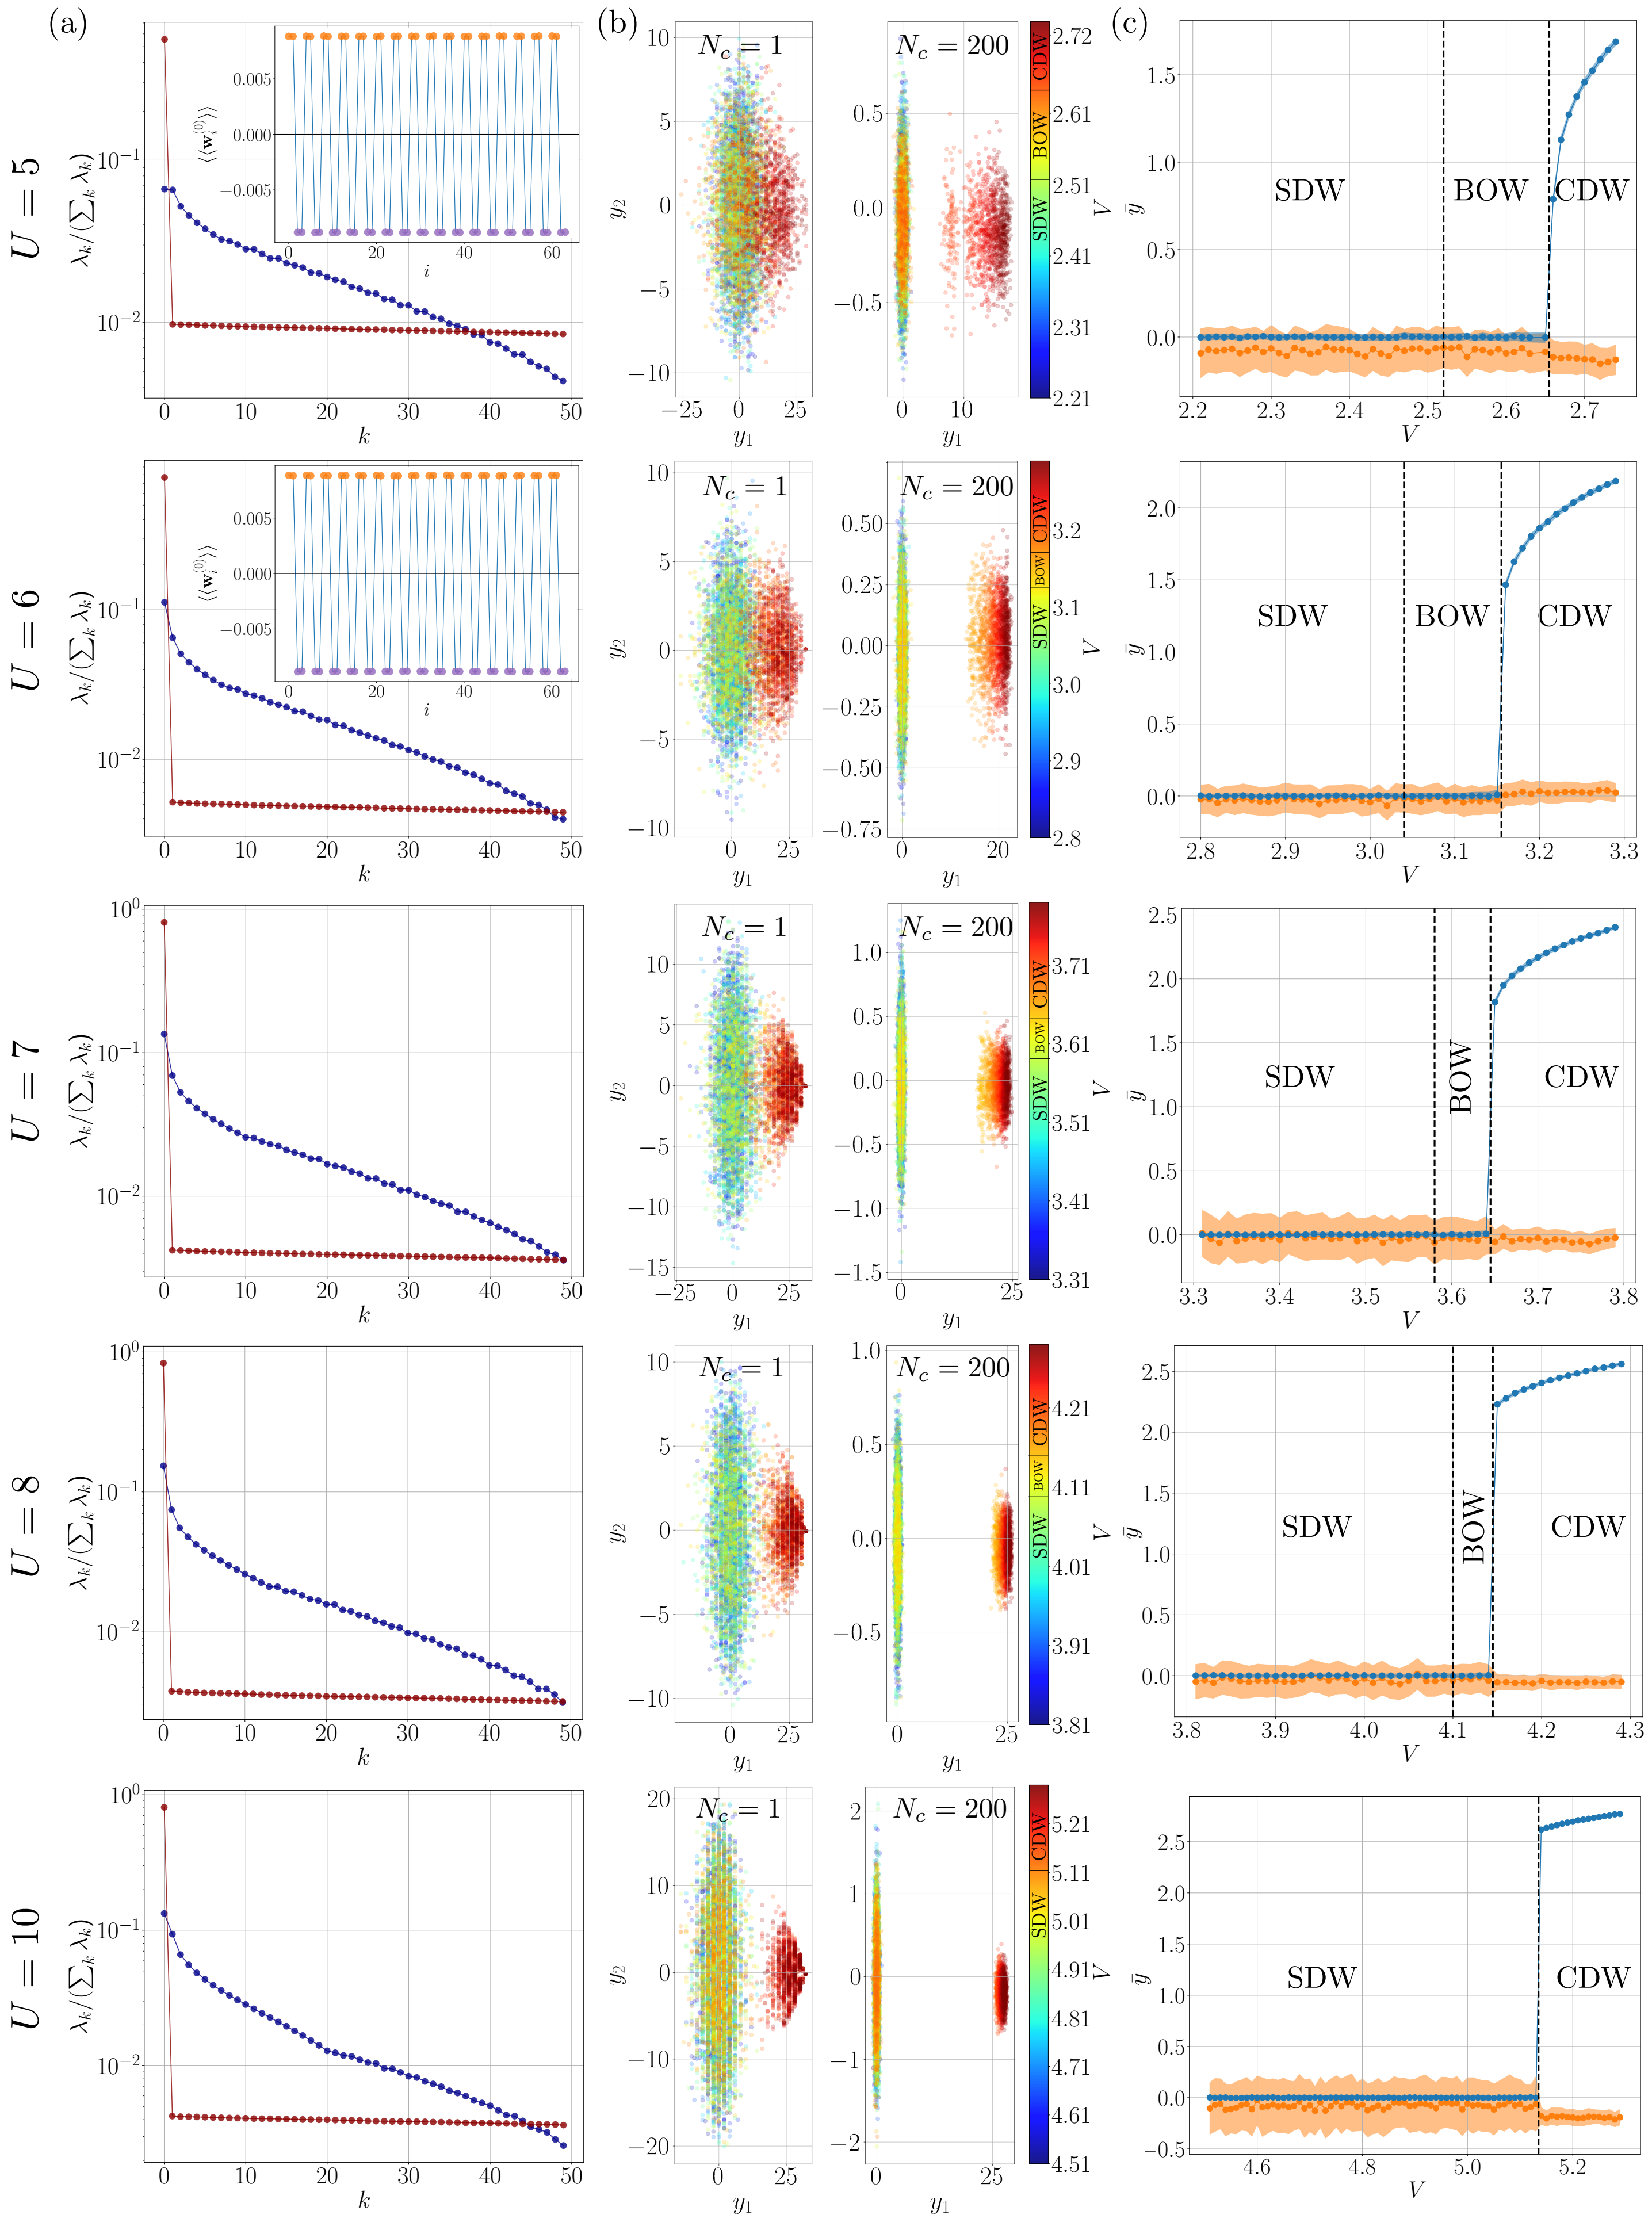 (a)
(b)
(c)
U = 5
λ_k/(∑_k λ_k)
10^{−1}
10^{−2}
0 10 20 30 40 50
k
⟨⟨w_i^{(0)}⟩⟩
0.005
0.000
−0.005
0 20 40 60
i
N_c = 1
y_2
10
5
0
−5
−10
−25 0 25
y_1
N_c = 200
0.5
0.0
−0.5
0 10
y_1
SDW BOW CDW
2.72
2.61
2.51
2.41
2.31
2.21
V
ȳ
1.5
1.0
0.5
0.0
SDW BOW CDW
2.2 2.3 2.4 2.5 2.6 2.7
V
U = 6
λ_k/(∑_k λ_k)
10^{−1}
10^{−2}
0 10 20 30 40 50
k
⟨⟨w_i^{(0)}⟩⟩
0.005
0.000
−0.005
0 20 40 60
i
N_c = 1
y_2
10
5
0
−5
−10
0 25
y_1
N_c = 200
0.50
0.25
0.00
−0.25
−0.50
−0.75
0 20
y_1
SDW BOW CDW
3.2
3.1
3.0
2.9
2.8
V
ȳ
2.0
1.5
1.0
0.5
0.0
SDW BOW CDW
2.8 2.9 3.0 3.1 3.2 3.3
V
U = 7
λ_k/(∑_k λ_k)
10^0
10^{−1}
10^{−2}
0 10 20 30 40 50
k
N_c = 1
y_2
10
5
0
−5
−10
−15
−25 0 25
y_1
N_c = 200
1.0
0.5
0.0
−0.5
−1.0
−1.5
0 25
y_1
SDW BOW CDW
3.71
3.61
3.51
3.41
3.31
V
ȳ
2.5
2.0
1.5
1.0
0.5
0.0
SDW BOW CDW
3.3 3.4 3.5 3.6 3.7 3.8
V
U = 8
λ_k/(∑_k λ_k)
10^0
10^{−1}
10^{−2}
0 10 20 30 40 50
k
N_c = 1
y_2
10
5
0
−5
−10
0 25
y_1
N_c = 200
1.0
0.5
0.0
−0.5
0 25
y_1
SDW BOW CDW
4.21
4.11
4.01
3.91
3.81
V
ȳ
2.5
2.0
1.5
1.0
0.5
0.0
SDW BOW CDW
3.8 3.9 4.0 4.1 4.2 4.3
V
U = 10
λ_k/(∑_k λ_k)
10^0
10^{−1}
10^{−2}
0 10 20 30 40 50
k
N_c = 1
y_2
20
10
0
−10
−20
0 25
y_1
N_c = 200
2
1
0
−1
−2
0 25
y_1
SDW CDW
5.21
5.11
5.01
4.91
4.81
4.71
4.61
4.51
V
ȳ
2.5
2.0
1.5
1.0
0.5
0.0
−0.5
SDW CDW
4.6 4.8 5.0 5.2
V